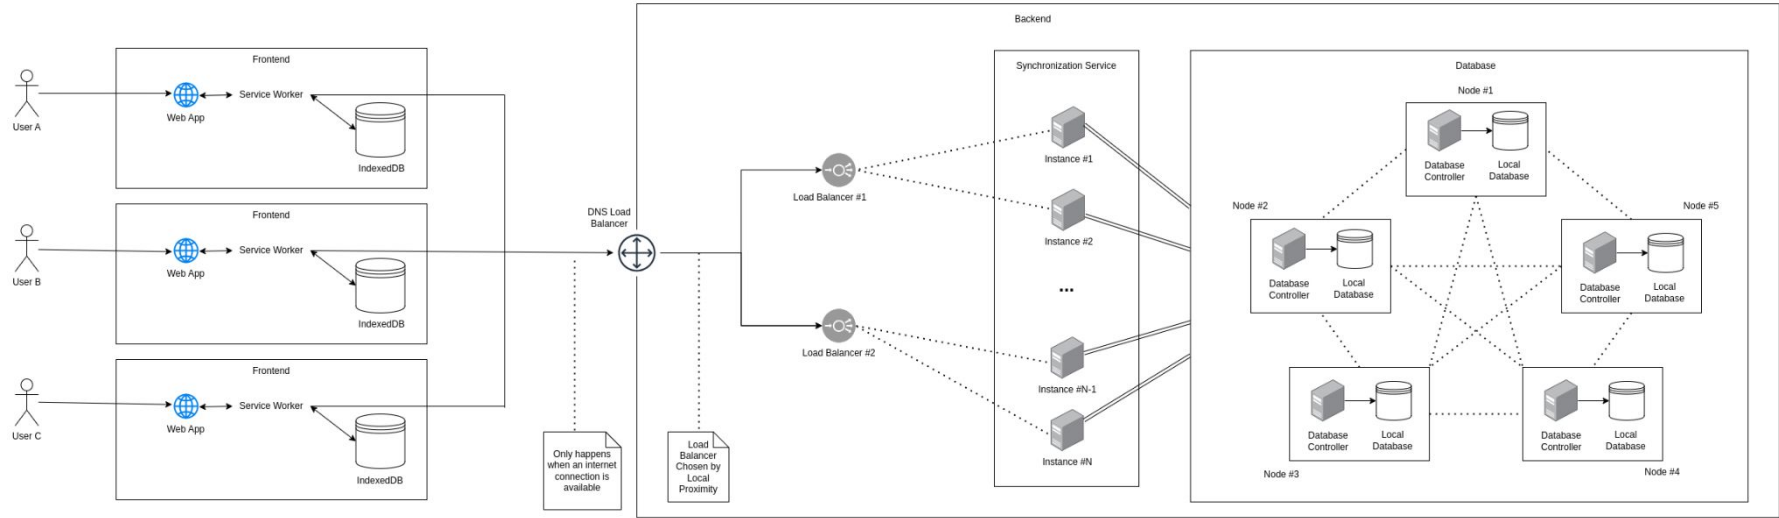 Backend
Frontend
User A
Web App
Service Worker
IndexedDB
Frontend
User B
Web App
Service Worker
IndexedDB
Frontend
User C
Web App
Service Worker
IndexedDB
Only happens
when an internet
connection is
available
DNS Load
Balancer
Load
Balancer
Chosen by
Local
Proximity
Load Balancer #1
Load Balancer #2
Synchronization Service
Instance #1
Instance #2
...
Instance #N-1
Instance #N
Database
Node #1
Database
Controller
Local
Database
Node #2
Database
Controller
Local
Database
Node #5
Database
Controller
Local
Database
Database
Controller
Local
Database
Node #3
Database
Controller
Local
Database
Node #4